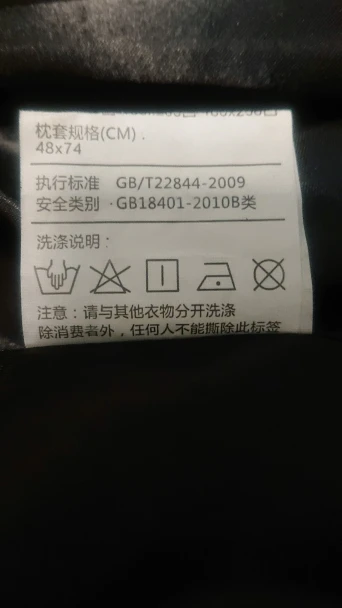 枕套规格(CM) .
48x74
执行标准 GB/T22844-2009
安全类别 · GB18401-2010B类
洗涤说明 :
注意：请与其他衣物分开洗涤
除消费者外，任何人不能撕除此标签